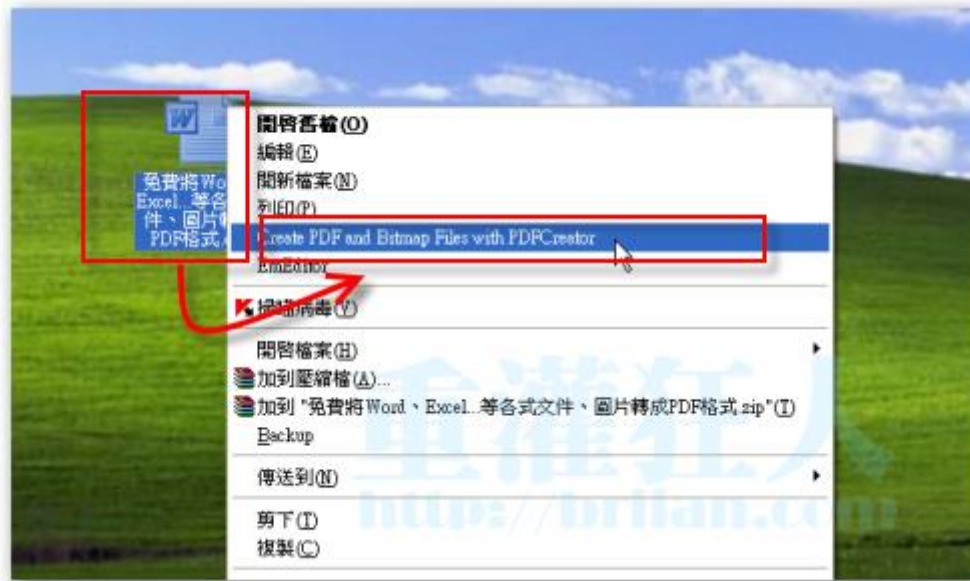 免費將Wo
Excel...等各
件、圖片轉
PDF格式
開啓舊檔(O)
編輯(E)
開新檔案(N)
列印(P)
Create PDF and Bitmap Files with PDFCreator
EmEditor
掃描病毒(V)
開啓檔案(H)
加到壓縮檔(A)...
加到 "免費將Word、Excel...等各式文件、圖片轉成PDF格式.zip"(T)
Backup
傳送到(N)
剪下(T)
複製(C)
重灌狂人
http://briian.com